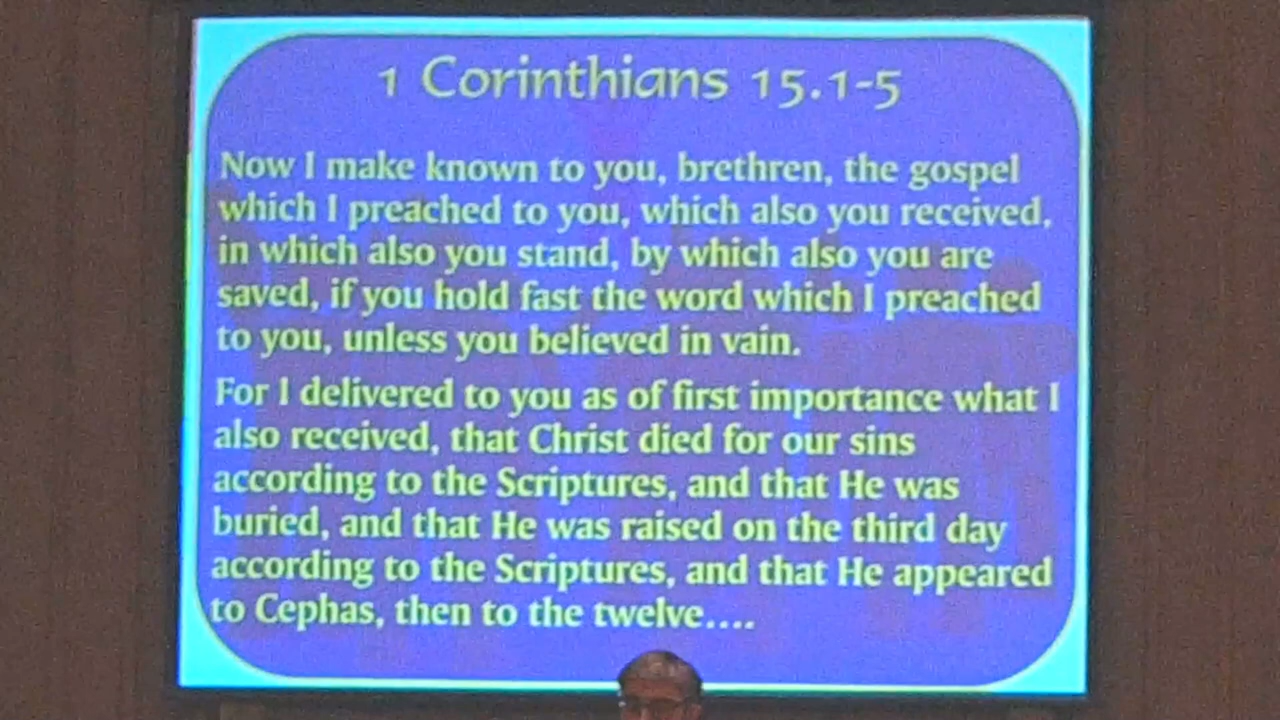 1 Corinthians 15.1-5
Now I make known to you, brethren, the gospel
which I preached to you, which also you received,
in which also you stand, by which also you are
saved, if you hold fast the word which I preached
to you, unless you believed in vain.
For I delivered to you as of first importance what I
also received, that Christ died for our sins
according to the Scriptures, and that He was
buried, and that He was raised on the third day
according to the Scriptures, and that He appeared
to Cephas, then to the twelve....